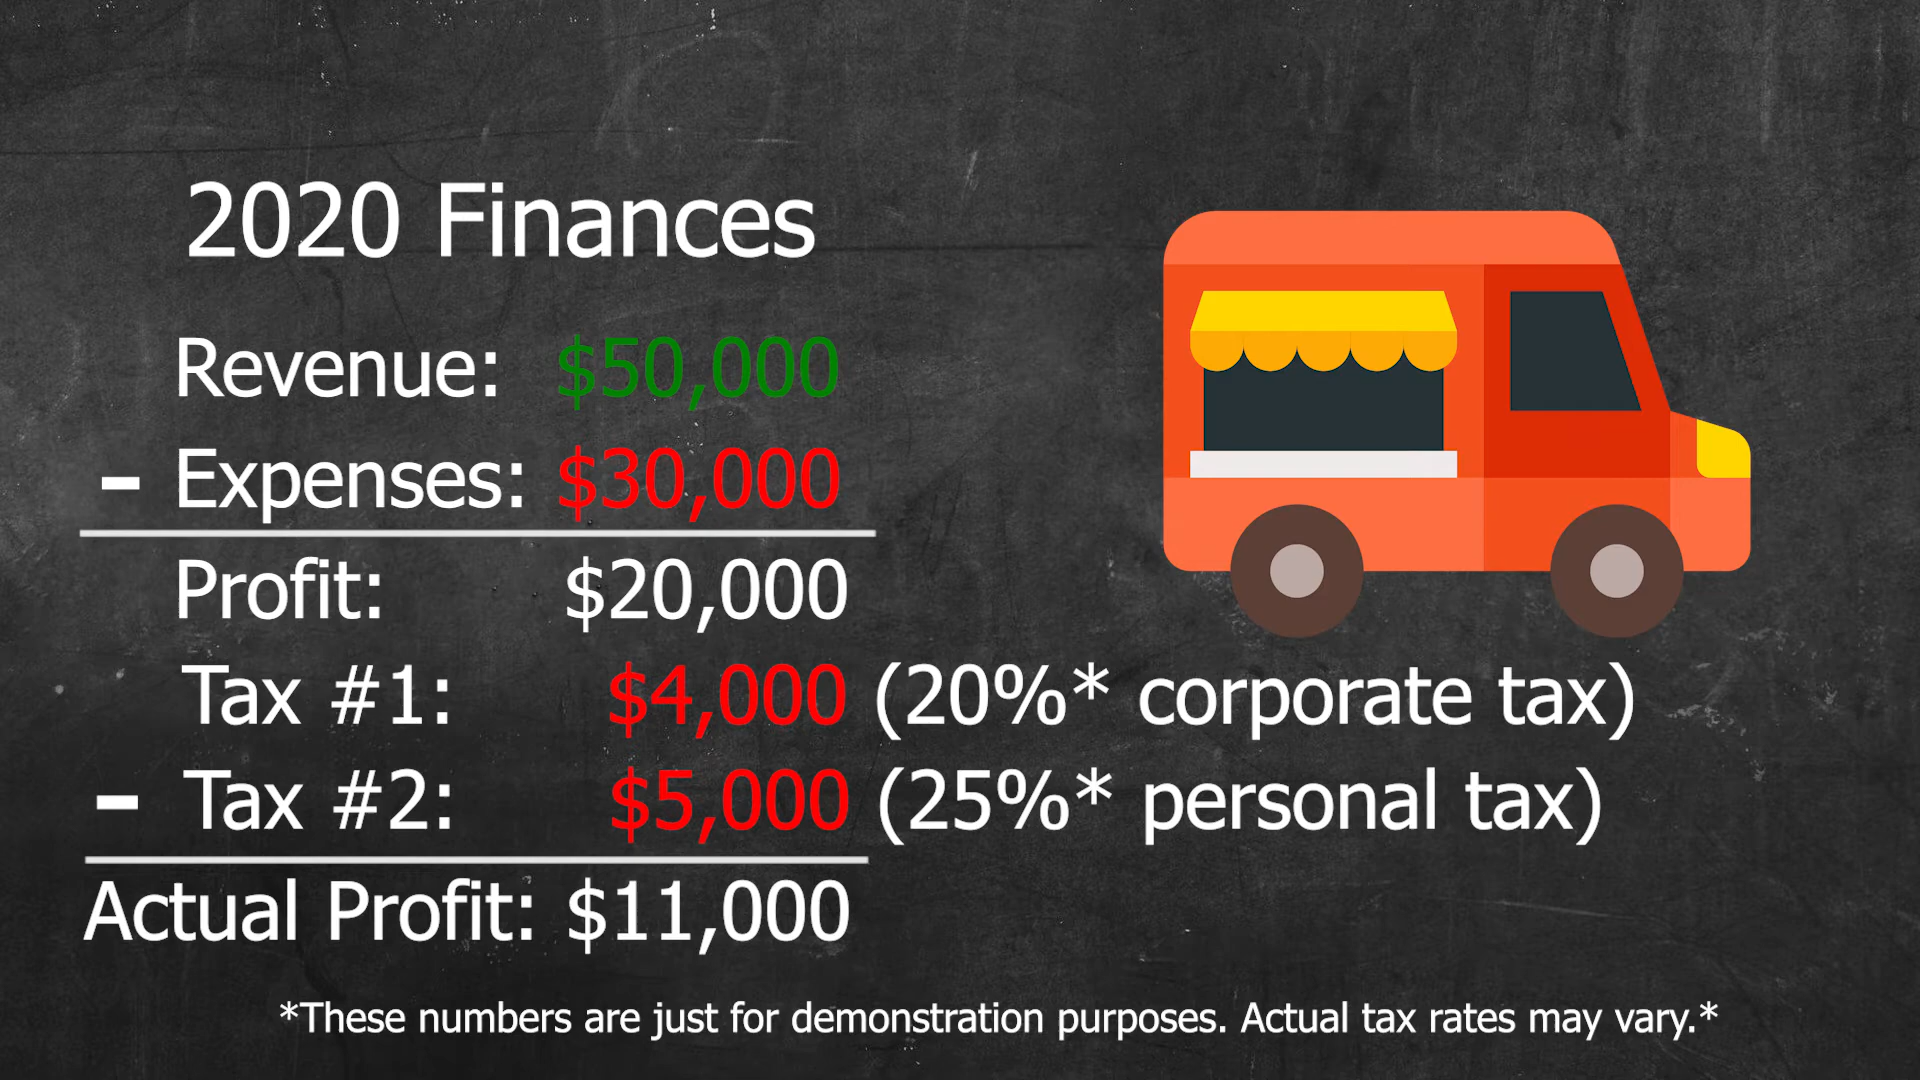 2020 Finances
Revenue: $50,000
- Expenses: $30,000
Profit: $20,000
Tax #1: $4,000 (20%* corporate tax)
- Tax #2: $5,000 (25%* personal tax)
Actual Profit: $11,000
*These numbers are just for demonstration purposes. Actual tax rates may vary.*